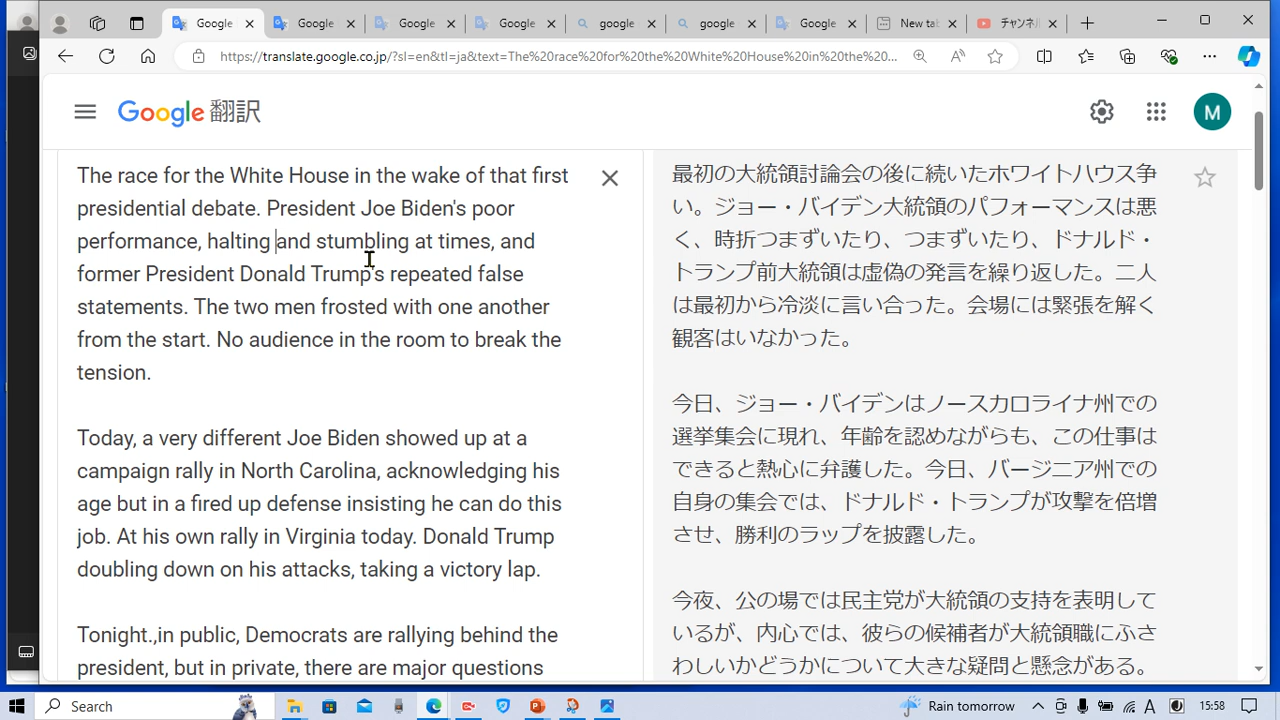 Google
Google
Google
Google
google
google
Google
New ta
チャンネル
https://translate.google.co.jp/?sl=en&tl=ja&text=The%20race%20for%20the%20White%20House%20in%20the%20...
Google 翻訳
M
The race for the White House in the wake of that first
presidential debate. President Joe Biden's poor
performance, halting and stumbling at times, and
former President Donald Trump's repeated false
statements. The two men frosted with one another
from the start. No audience in the room to break the
tension.
Today, a very different Joe Biden showed up at a
campaign rally in North Carolina, acknowledging his
age but in a fired up defense insisting he can do this
job. At his own rally in Virginia today. Donald Trump
doubling down on his attacks, taking a victory lap.
Tonight.,in public, Democrats are rallying behind the
president, but in private, there are major questions
最初の大統領討論会の後に続いたホワイトハウス争
い。ジョー・バイデン大統領のパフォーマンスは悪
く、時折つまずいたり、つまずいたり、ドナルド・
トランプ前大統領は虚偽の発言を繰り返した。二人
は最初から冷淡に言い合った。会場には緊張を解く
観客はいなかった。
今日、ジョー・バイデンはノースカロライナ州での
選挙集会に現れ、年齢を認めながらも、この仕事は
できると熱心に弁護した。今日、バージニア州での
自身の集会では、ドナルド・トランプが攻撃を倍増
させ、勝利のラップを披露した。
今夜、公の場では民主党が大統領の支持を表明して
いるが、内心では、彼らの候補者が大統領職にふさ
わしいかどうかについて大きな疑問と懸念がある。
Search
Rain tomorrow
A
15:58